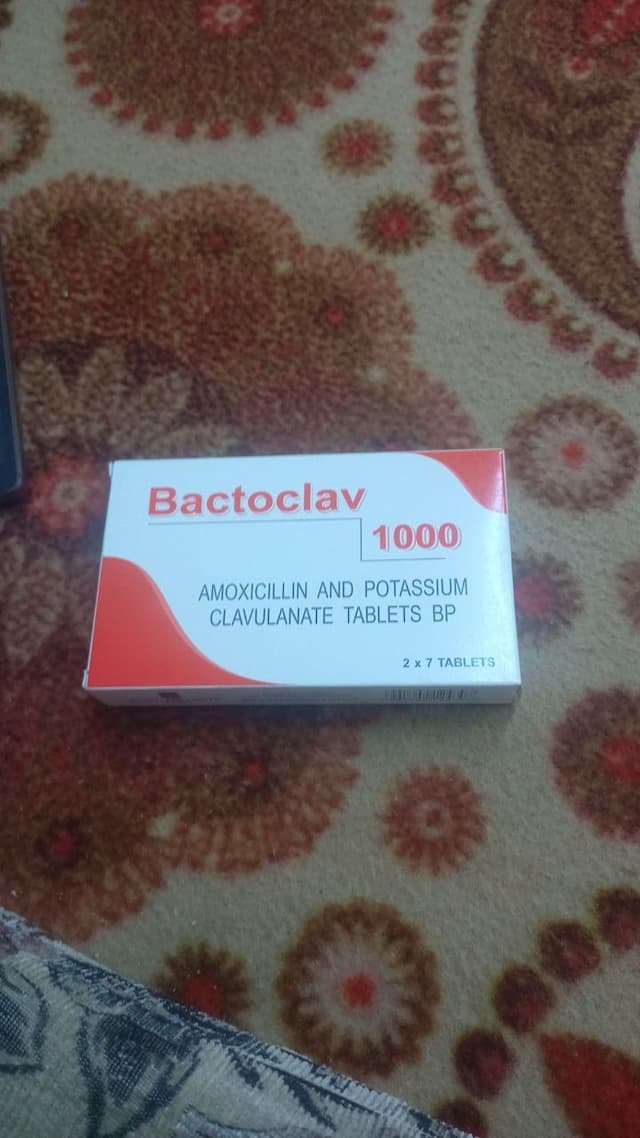 Bactoclav
1000
AMOXICILLIN AND POTASSIUM
CLAVULANATE TABLETS BP
2 x 7 TABLETS